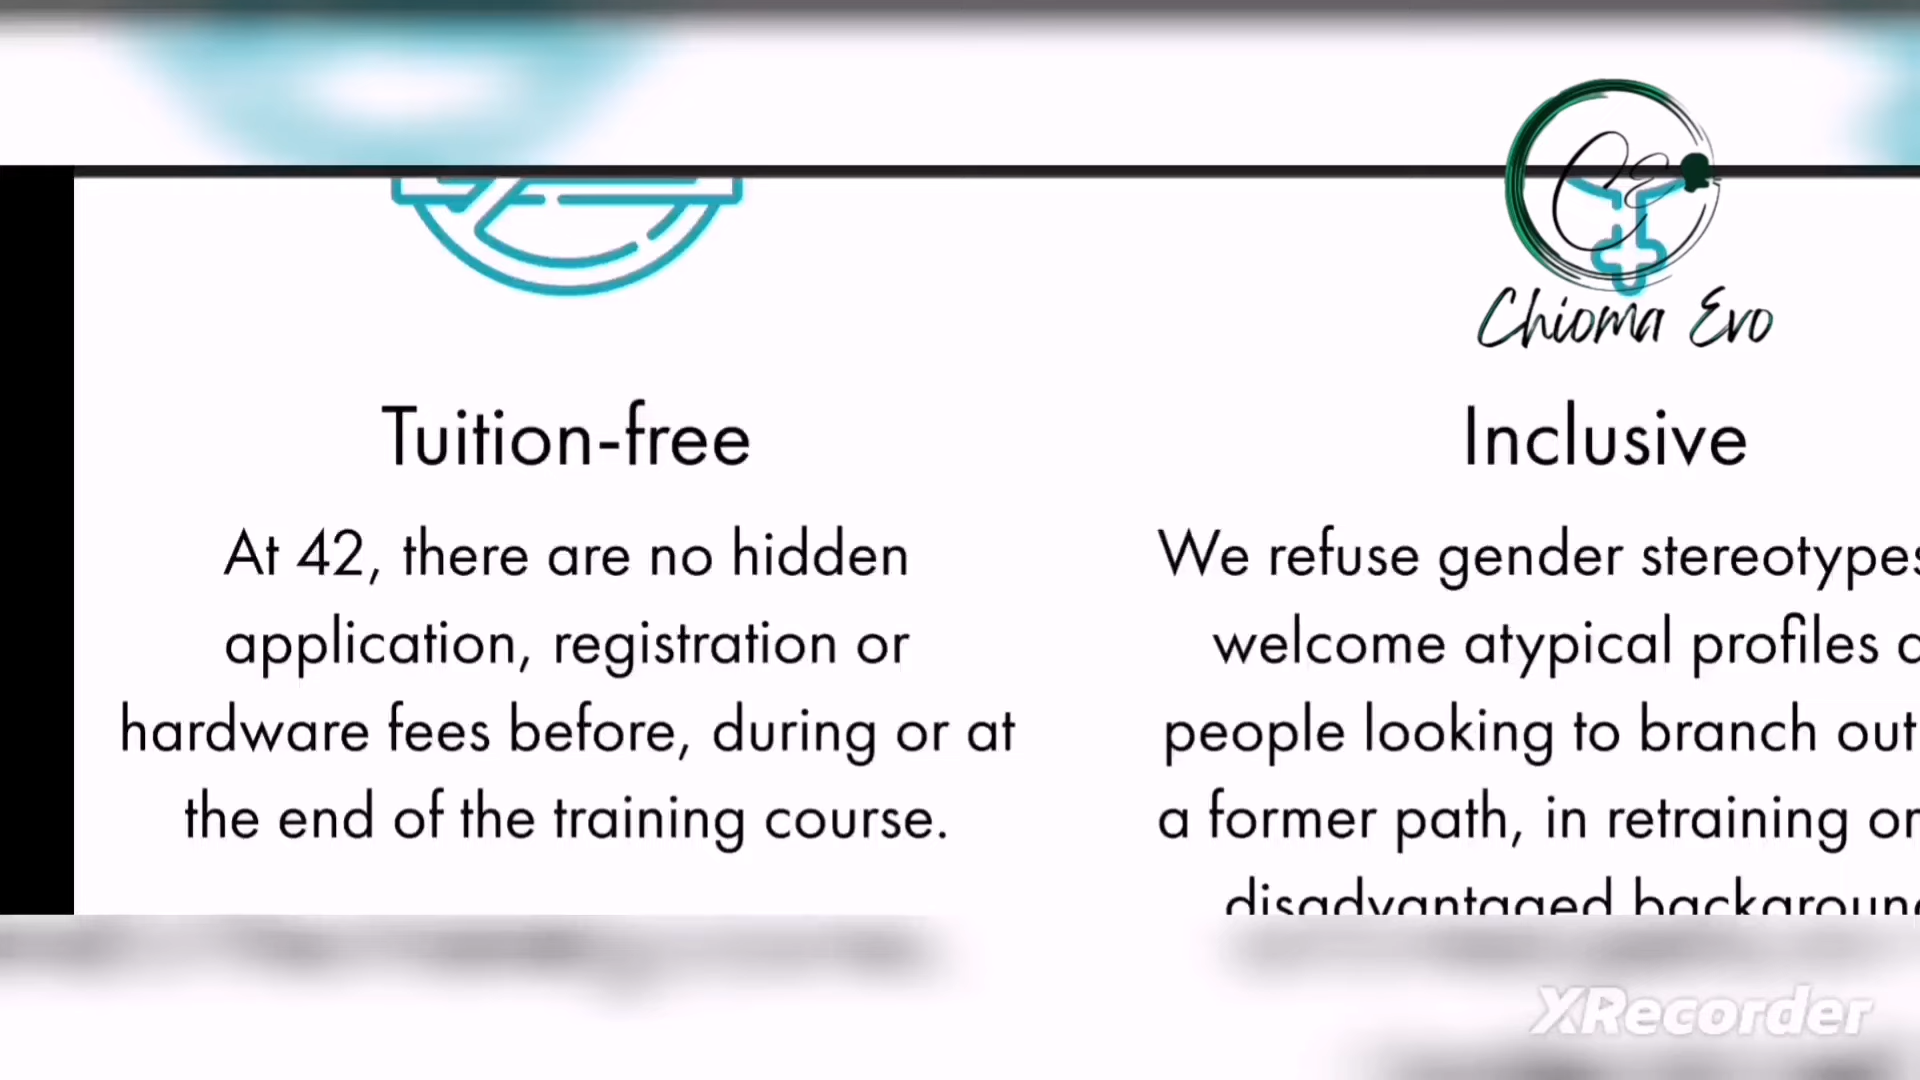 CE
Chioma Evo
Tuition-free
At 42, there are no hidden
application, registration or
hardware fees before, during or at
the end of the training course.
Inclusive
We refuse gender stereotypes
welcome atypical profiles
people looking to branch out
a former path, in retraining or
disadvantaged
XRecorder